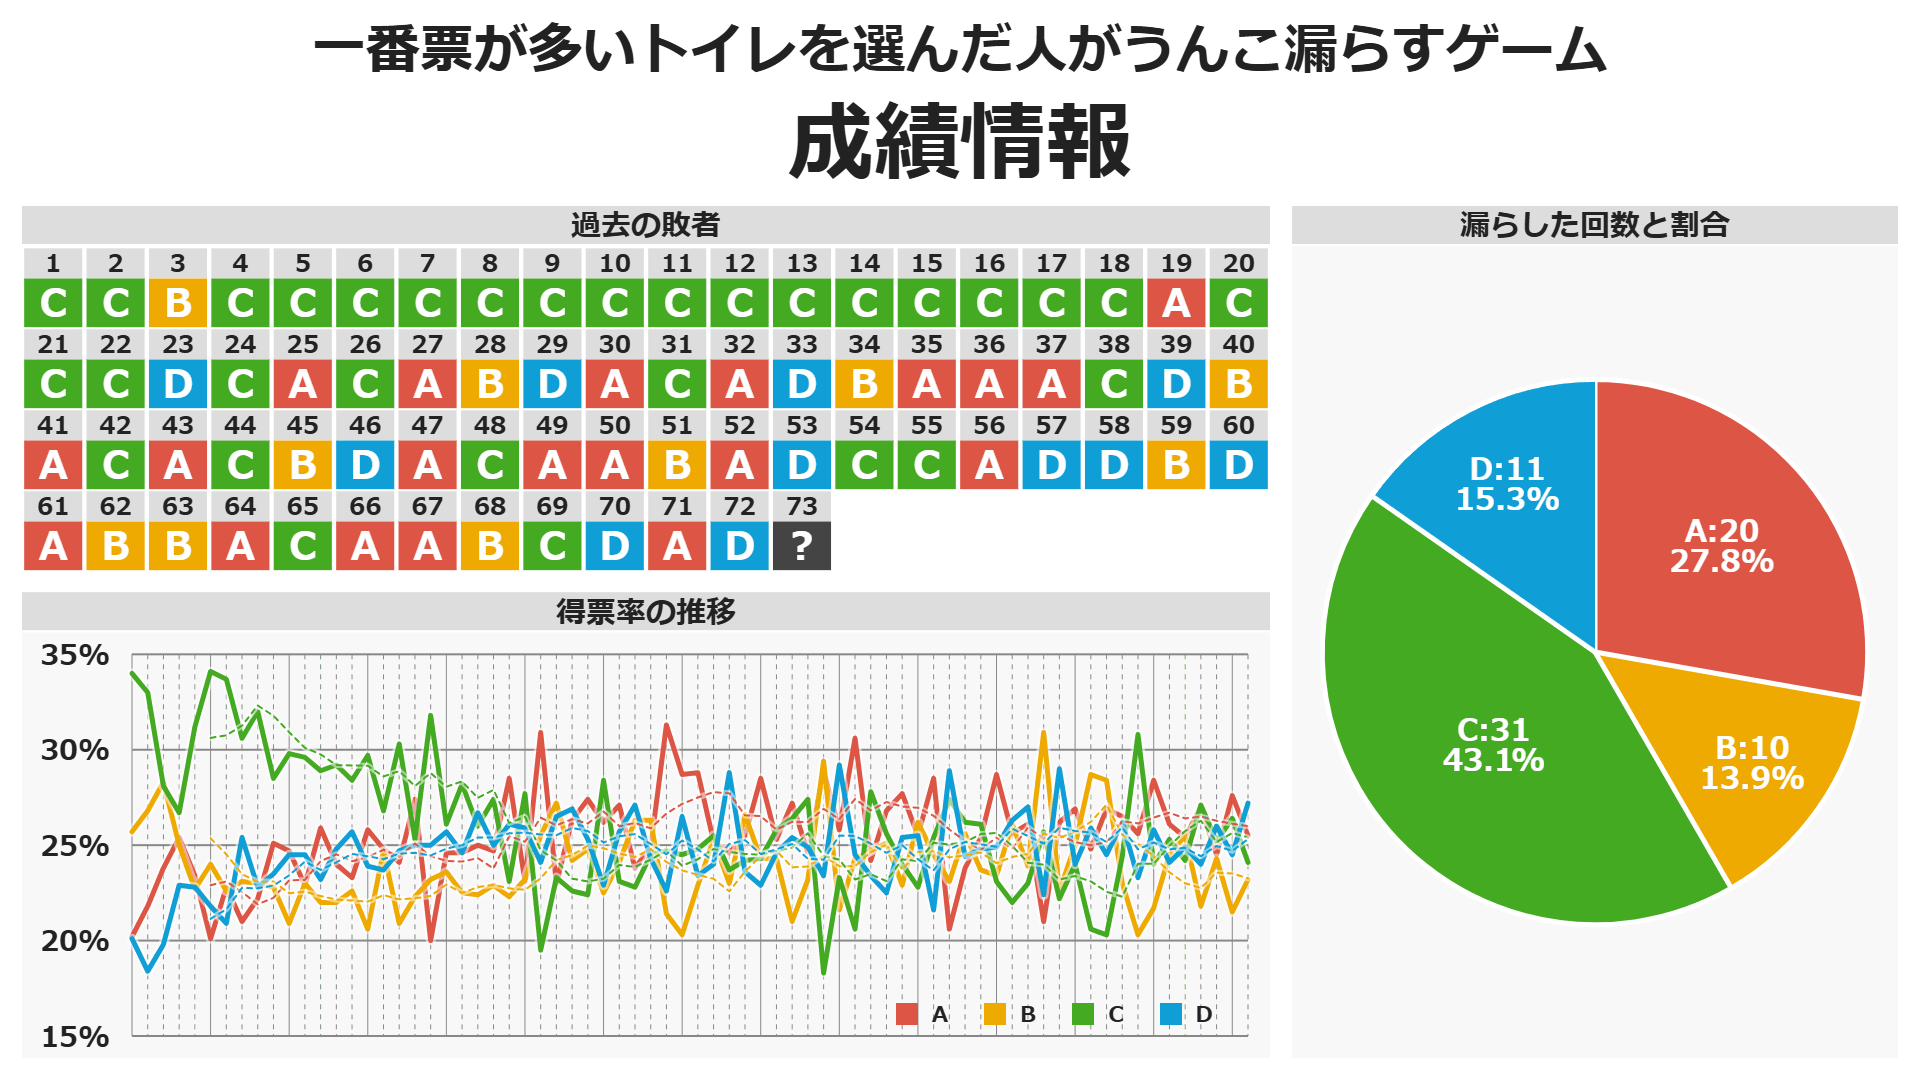 一番票が多いトイレを選んだ人がうんこ漏らすゲーム
成績情報
過去の敗者
1 2 3 4 5 6 7 8 9 10 11 12 13 14 15 16 17 18 19 20
C C B C C C C C C C C C C C C C C C A C
21 22 23 24 25 26 27 28 29 30 31 32 33 34 35 36 37 38 39 40
C C D C A C A B D A C A D B A A A C D B
41 42 43 44 45 46 47 48 49 50 51 52 53 54 55 56 57 58 59 60
A C A C B D A C A A B A D C C A D D B D
61 62 63 64 65 66 67 68 69 70 71 72 73
A B B A C A A B C D A D ?
得票率の推移
35%
30%
25%
20%
15%
A B C D
漏らした回数と割合
D:11
15.3%
A:20
27.8%
C:31
43.1%
B:10
13.9%